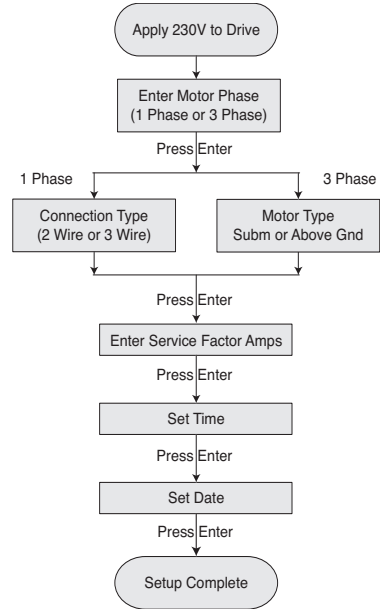 Apply 230V to Drive
Enter Motor Phase
(1 Phase or 3 Phase)
Press Enter
1 Phase
3 Phase
Connection Type
(2 Wire or 3 Wire)
Motor Type
Subm or Above Gnd
Press Enter
Enter Service Factor Amps
Press Enter
Set Time
Press Enter
Set Date
Press Enter
Setup Complete